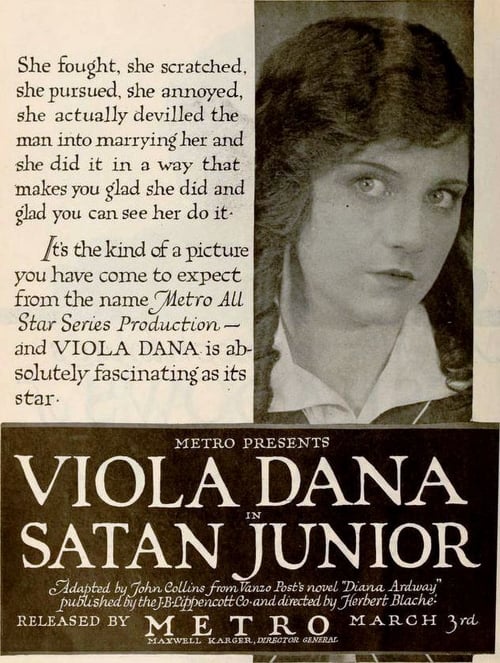 She fought, she scratched,
she pursued, she annoyed,
she actually devilled the
man into marrying her and
she did it in a way that
makes you glad she did and
glad you can see her do it.
It's the kind of a picture
you have come to expect
from the name Metro All
Star Series Production —
and VIOLA DANA is ab-
solutely fascinating as its
star.
METRO PRESENTS
VIOLA DANA
IN
SATAN JUNIOR
Adapted by John Collins from Vanzo Post's novel "Diana Ardway"
published by the J·B·Lippencott Co. and directed by Herbert Blache.
RELEASED BY METRO MARCH 3rd
MAXWELL KARGER, DIRECTOR GENERAL